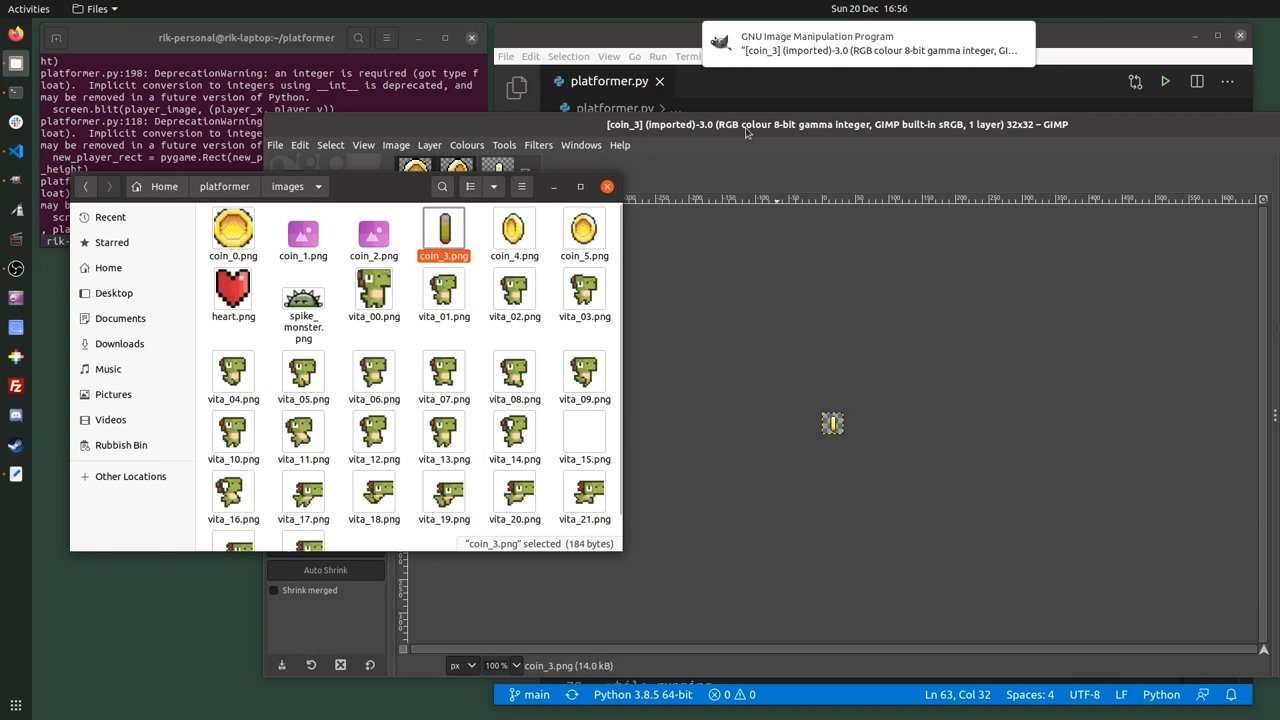 Activities
Files
Sun 20 Dec 16:56
rik-personal@rik-laptop:~/platformer
ht)
platformer.py:198: DeprecationWarning: an integer is required (got type f
loat). Implicit conversion to integers using __int__ is deprecated, and
may be removed in a future version of Python.
screen.blit(player_image, (player_x, player_y))
platformer.py:118: DeprecationWarning:
loat). Implicit conversion to
may be removed in a future ver
new_player_rect = pygame.Rect(new_p
_height)
File Edit Selection View Go Run
GNU Image Manipulation Program
"[coin_3] (imported)-3.0 (RGB colour 8-bit gamma integer, GI…
platformer.py
platformer.py > ...
[coin_3] (imported)-3.0 (RGB colour 8-bit gamma integer, GIMP built-in sRGB, 1 layer) 32x32 – GIMP
File Edit Select View Image Layer Colours Tools Filters Windows Help
Home platformer images
Recent
Starred
Home
Desktop
Documents
Downloads
Music
Pictures
Videos
Rubbish Bin
Other Locations
coin_0.png coin_1.png coin_2.png coin_3.png coin_4.png coin_5.png
heart.png spike_ vita_00.png vita_01.png vita_02.png vita_03.png
monster.
png
vita_04.png vita_05.png vita_06.png vita_07.png vita_08.png vita_09.png
vita_10.png vita_11.png vita_12.png vita_13.png vita_14.png vita_15.png
vita_16.png vita_17.png vita_18.png vita_19.png vita_20.png vita_21.png
"coin_3.png" selected (184 bytes)
Auto Shrink
Shrink merged
px 100% coin_3.png (14.0 kB)
main Python 3.8.5 64-bit 0 0 Ln 63, Col 32 Spaces: 4 UTF-8 LF Python